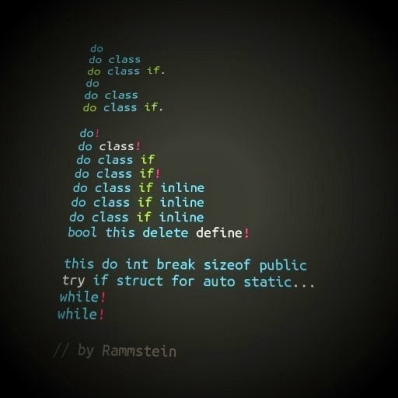 do
do class
do class if.
do
do class
do class if.
do!
do class!
do class if
do class if!
do class if inline
do class if inline
do class if inline
bool this delete define!
this do int break sizeof public
try if struct for auto static...
while!
while!
// by Rammstein